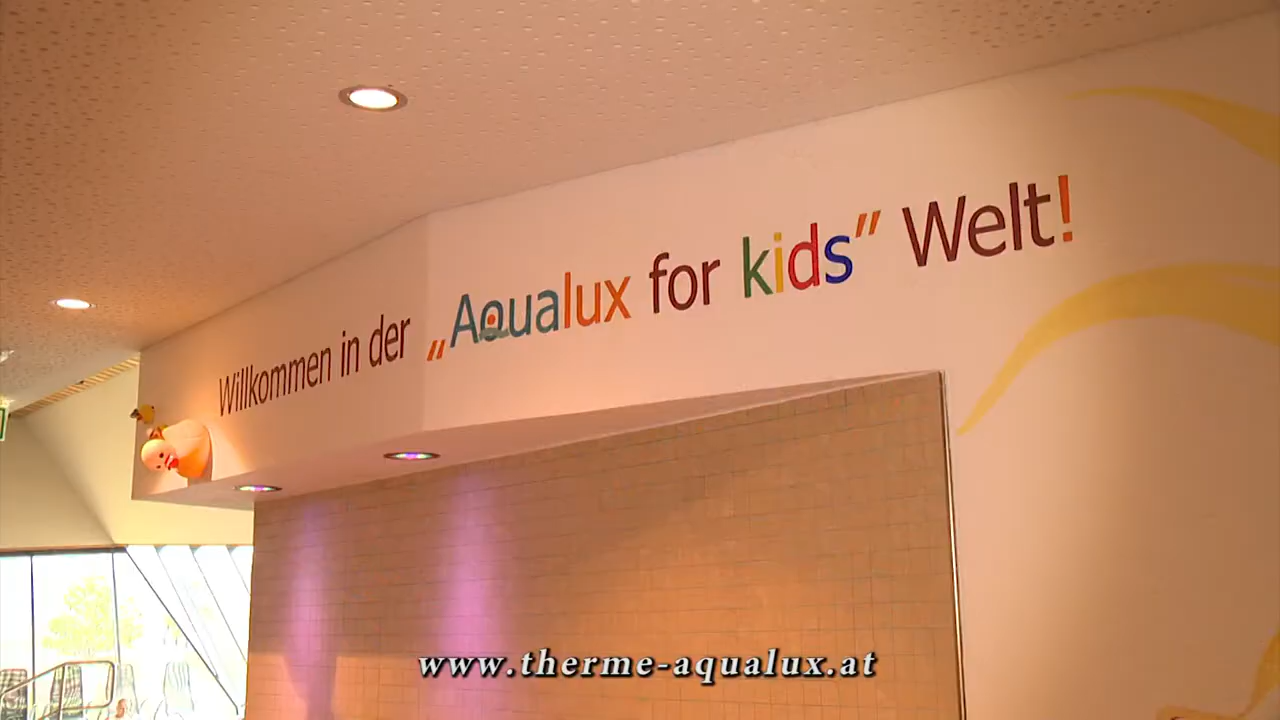 Willkommen in der „Aqualux for kids” Welt!
www.therme-aqualux.at